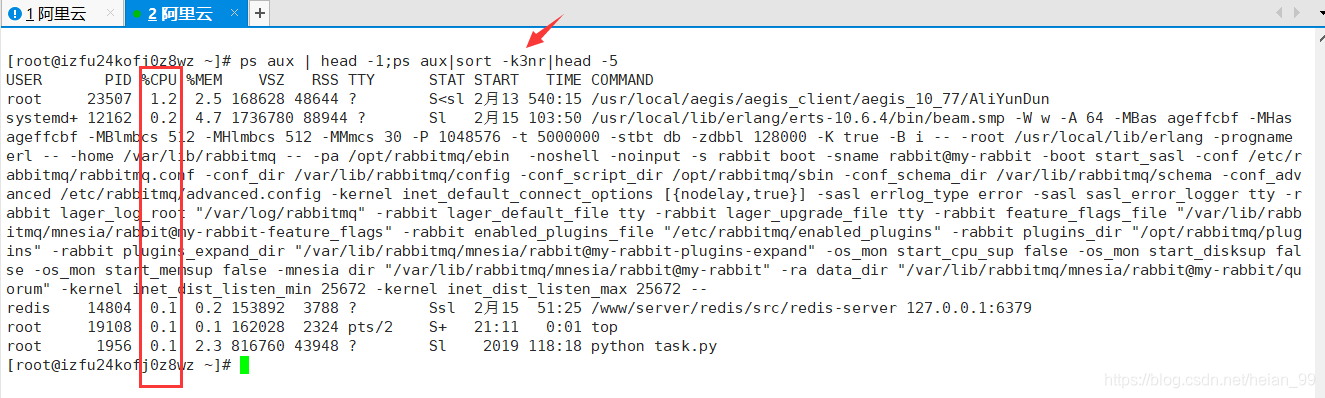 1 阿里云
2 阿里云
[root@izfu24kofj0z8wz ~]# ps aux | head -1;ps aux|sort -k3nr|head -5
USER       PID %CPU %MEM    VSZ   RSS TTY      STAT START   TIME COMMAND
root     23507  1.2  2.5 168628 48644 ?        S<sl 2月13 540:15 /usr/local/aegis/aegis_client/aegis_10_77/AliYunDun
systemd+ 12162  0.2  4.7 1736780 88944 ?       Sl   2月15 103:50 /usr/local/lib/erlang/erts-10.6.4/bin/beam.smp -W w -A 64 -MBas ageffcbf -MHas
ageffcbf -MBlmbcs 512 -MHlmbcs 512 -MMmcs 30 -P 1048576 -t 5000000 -stbt db -zdbbl 128000 -K true -B i -- -root /usr/local/lib/erlang -progname
erl -- -home /var/lib/rabbitmq -- -pa /opt/rabbitmq/ebin  -noshell -noinput -s rabbit boot -sname rabbit@my-rabbit -boot start_sasl -conf /etc/r
abbitmq/rabbitmq.conf -conf_dir /var/lib/rabbitmq/config -conf_script_dir /opt/rabbitmq/sbin -conf_schema_dir /var/lib/rabbitmq/schema -conf_adv
anced /etc/rabbitmq/advanced.config -kernel inet_default_connect_options [{nodelay,true}] -sasl errlog_type error -sasl sasl_error_logger tty -r
abbit lager_log_root "/var/log/rabbitmq" -rabbit lager_default_file tty -rabbit lager_upgrade_file tty -rabbit feature_flags_file "/var/lib/rabb
itmq/mnesia/rabbit@my-rabbit-feature_flags" -rabbit enabled_plugins_file "/etc/rabbitmq/enabled_plugins" -rabbit plugins_dir "/opt/rabbitmq/plug
ins" -rabbit plugins_expand_dir "/var/lib/rabbitmq/mnesia/rabbit@my-rabbit-plugins-expand" -os_mon start_cpu_sup false -os_mon start_disksup fal
se -os_mon start_memsup false -mnesia dir "/var/lib/rabbitmq/mnesia/rabbit@my-rabbit" -ra data_dir "/var/lib/rabbitmq/mnesia/rabbit@my-rabbit/qu
orum" -kernel inet_dist_listen_min 25672 -kernel inet_dist_listen_max 25672 --
redis    14804  0.1  0.2 153892  3788 ?        Ssl  2月15  51:25 /www/server/redis/src/redis-server 127.0.0.1:6379
root     19108  0.1  0.1 162028  2324 pts/2    S+   21:11   0:01 top
root      1956  0.1  2.3 816760 43948 ?        Sl    2019 118:18 python task.py
[root@izfu24kofj0z8wz ~]#
https://blog.csdn.net/heian_99